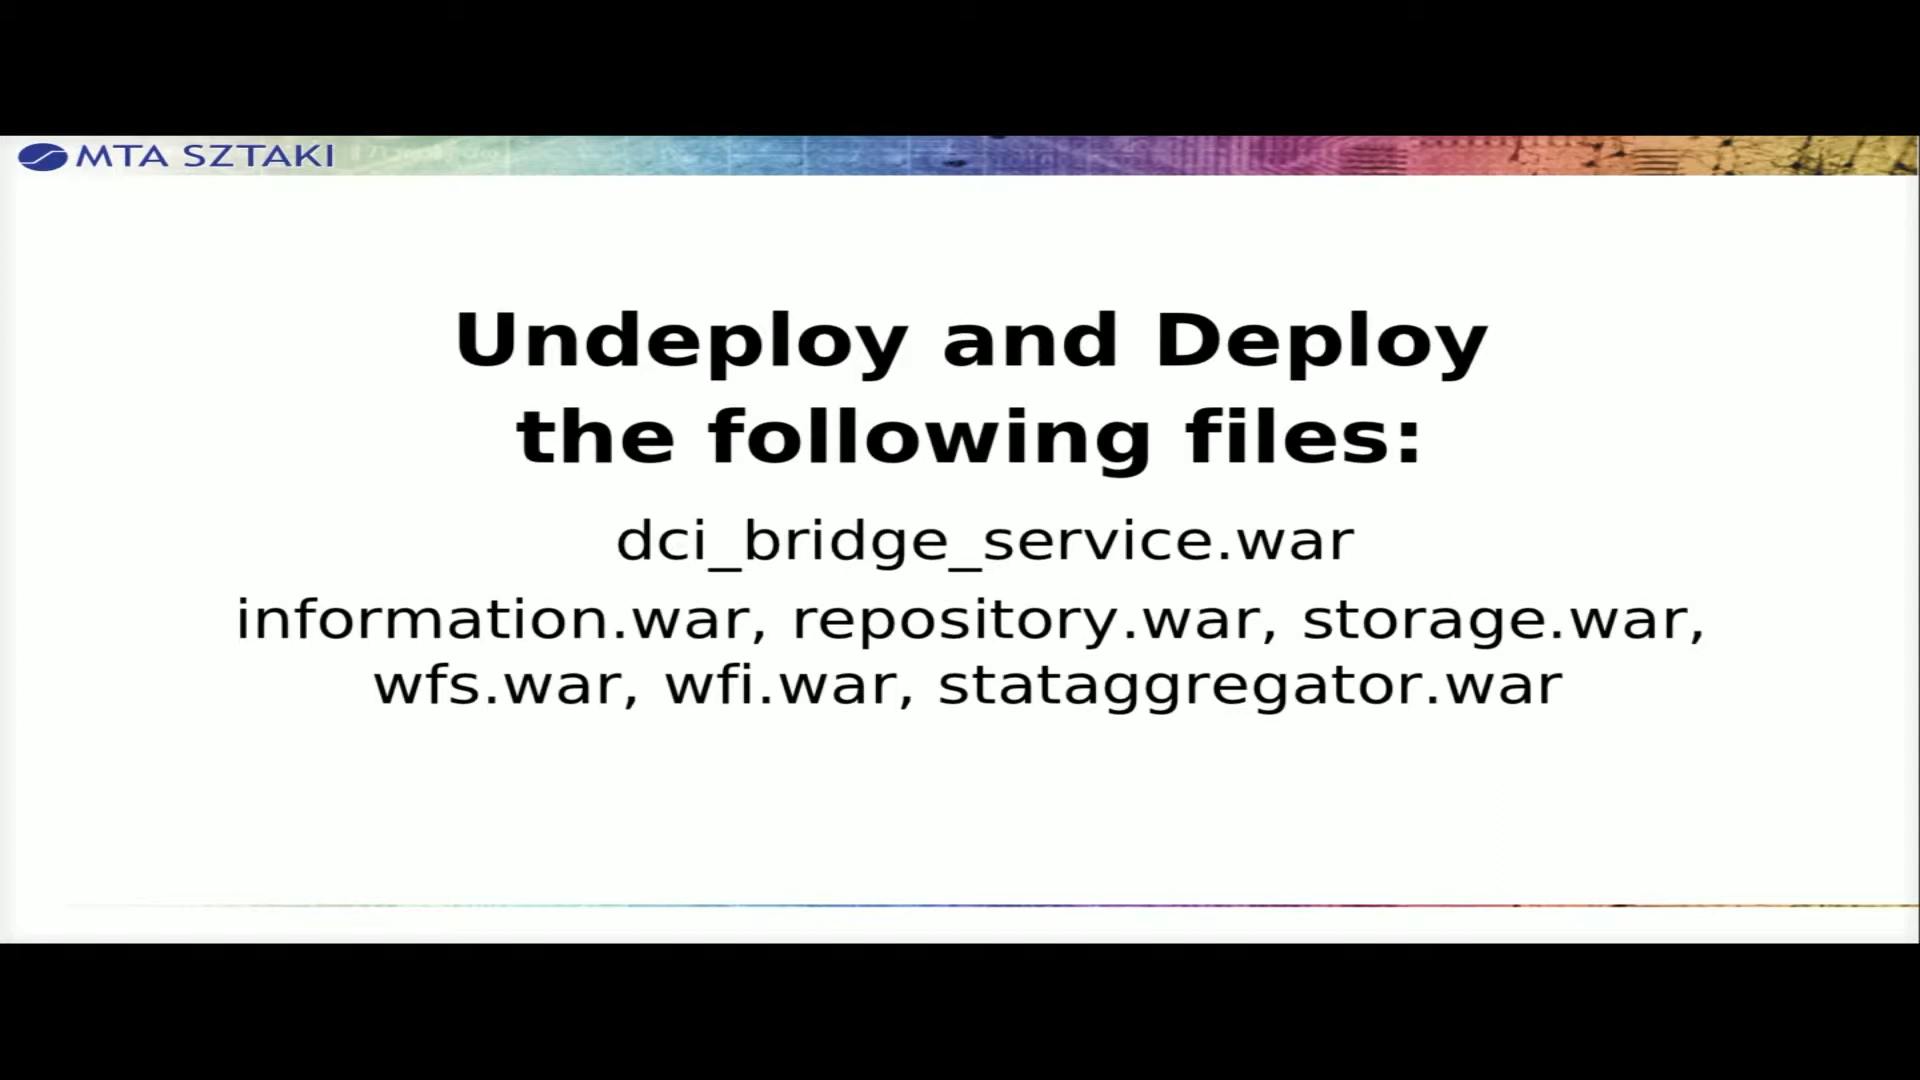 MTA SZTAKI
Undeploy and Deploy
the following files:
dci_bridge_service.war
information.war, repository.war, storage.war,
wfs.war, wfi.war, stataggregator.war